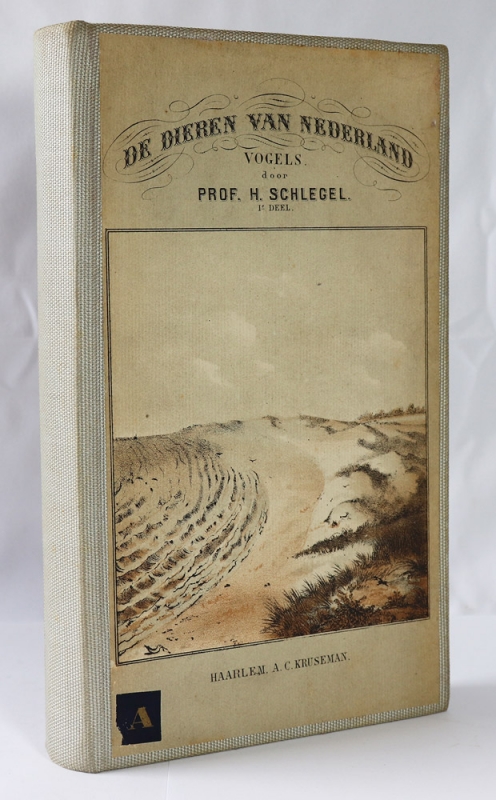 DE DIEREN VAN NEDERLAND
VOGELS.
door
PROF. H. SCHLEGEL.
1e DEEL.
HAARLEM. A. C. KRUSEMAN.
A